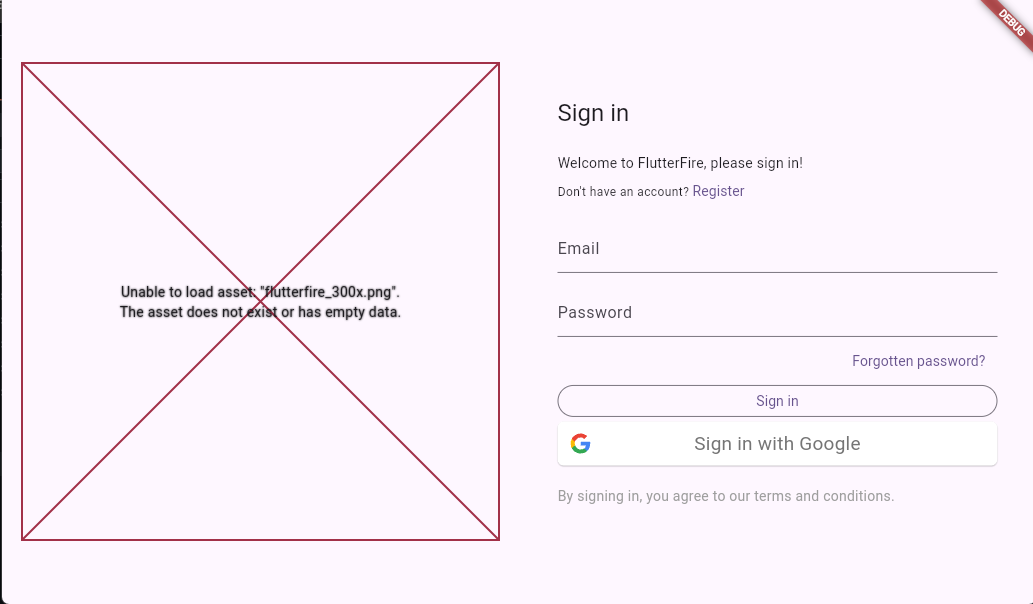 DEBUG
Unable to load asset: "flutterfire_300x.png".
The asset does not exist or has empty data.
Sign in
Welcome to FlutterFire, please sign in!
Don't have an account? Register
Email
Password
Forgotten password?
Sign in
Sign in with Google
By signing in, you agree to our terms and conditions.